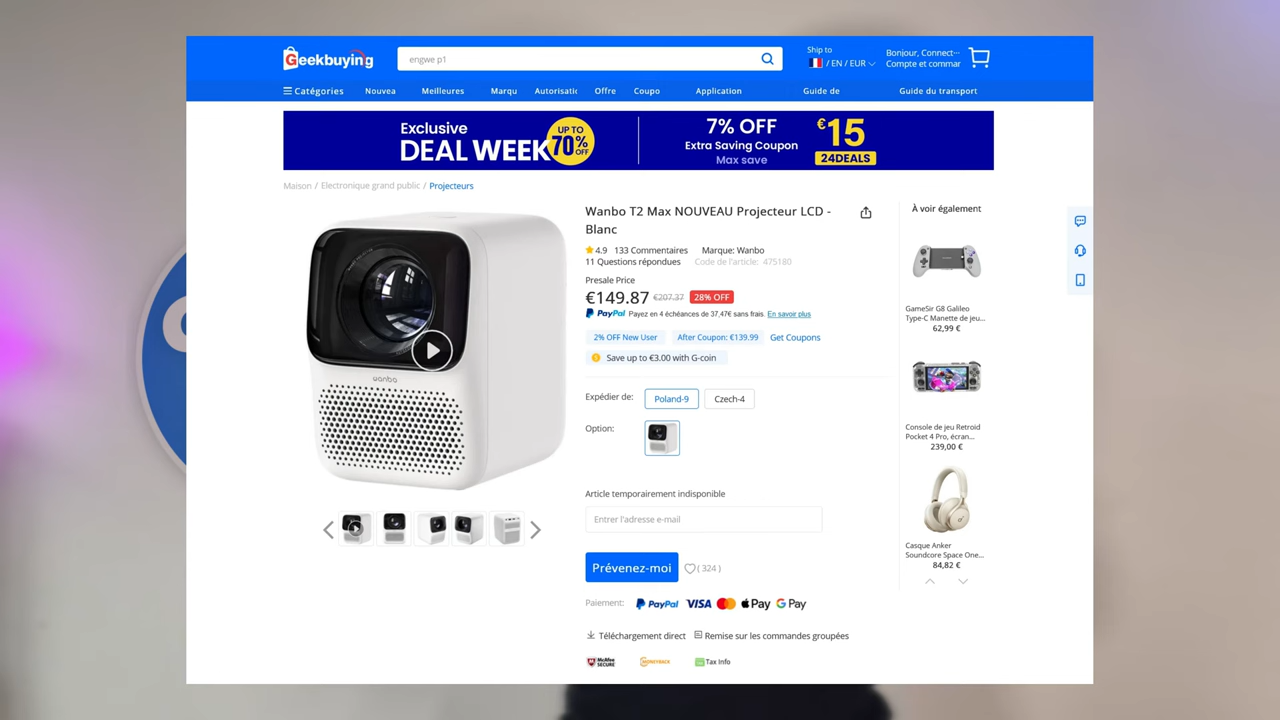 Geekbuying
engwe p1
Ship to
/ EN / EUR
Bonjour, Connect···
Compte et commar
Catégories
Nouvea
Meilleures
Marqu
Autorisatic
Offre
Coupo
Application
Guide de
Guide du transport
Exclusive
DEAL WEEK
UP TO
70%
OFF
7% OFF
Extra Saving Coupon
Max save
€15
24DEALS
Maison / Electronique grand public / Projecteurs
Wanbo T2 Max NOUVEAU Projecteur LCD -
Blanc
4.9 133 Commentaires Marque: Wanbo
11 Questions répondues Code de l'article: 475180
Presale Price
€149.87 €207.37 28% OFF
PayPal Payez en 4 échéances de 37,47€ sans frais. En savoir plus
2% OFF New User After Coupon: €139.99 Get Coupons
Save up to €3.00 with G-coin
Expédier de: Poland-9 Czech-4
Option:
Article temporairement indisponible
Entrer l'adresse e-mail
Prévenez-moi
( 324 )
Paiement: PayPal VISA Apple Pay G Pay
Téléchargement direct Remise sur les commandes groupées
McAfee
SECURE
MONEYBACK
Tax Info
wanbo
À voir également
GameSir G8 Galileo
Type-C Manette de jeu...
62,99 €
Console de jeu Retroid
Pocket 4 Pro, écran...
239,00 €
Casque Anker
Soundcore Space One...
84,82 €